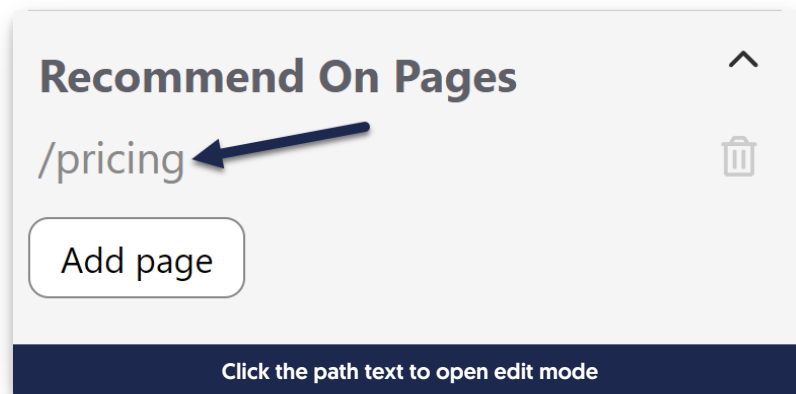 Recommend On Pages
/pricing
Add page
Click the path text to open edit mode